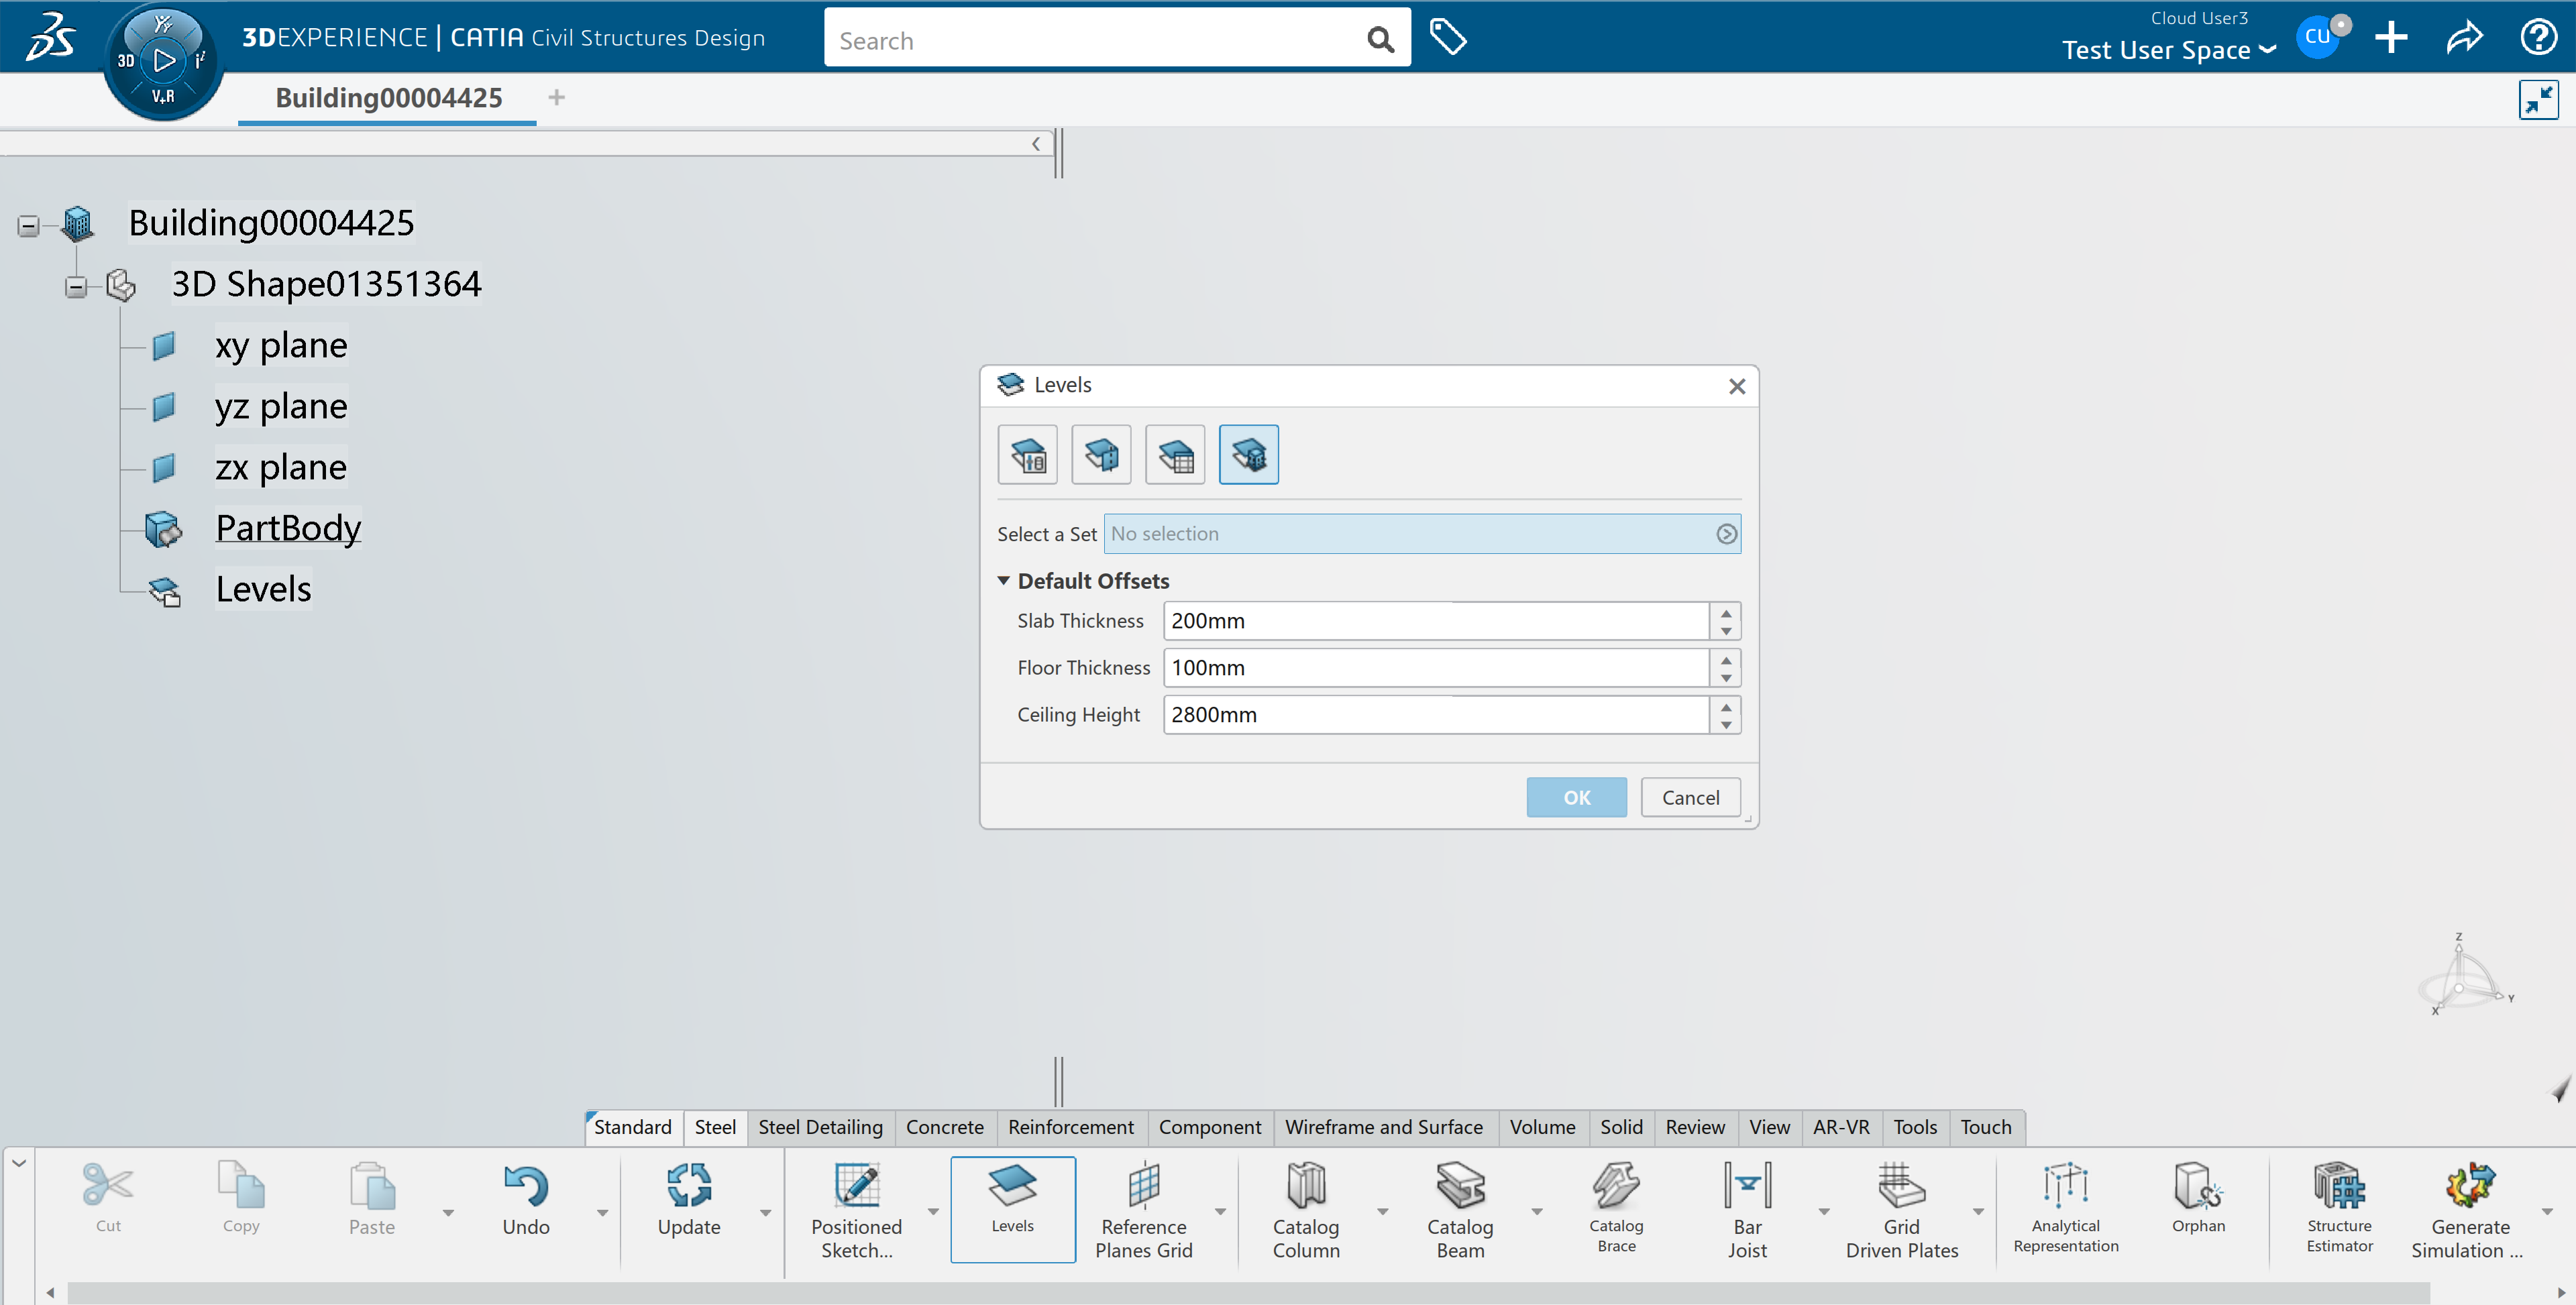 3DEXPERIENCE | CATIA Civil Structures Design
Search
Cloud User3
Test User Space
CU
3D
V+R
Building00004425
Building00004425
3D Shape01351364
xy plane
yz plane
zx plane
PartBody
Levels
Levels
Select a Set No selection
Default Offsets
Slab Thickness 200mm
Floor Thickness 100mm
Ceiling Height 2800mm
OK Cancel
Z
Y
X
Standard Steel Steel Detailing Concrete Reinforcement Component Wireframe and Surface Volume Solid Review View AR-VR Tools Touch
Cut
Copy
Paste
Undo
Update
Positioned
Sketch...
Levels
Reference
Planes Grid
Catalog
Column
Catalog
Beam
Catalog
Brace
Bar
Joist
Grid
Driven Plates
Analytical
Representation
Orphan
Structure
Estimator
Generate
Simulation ...